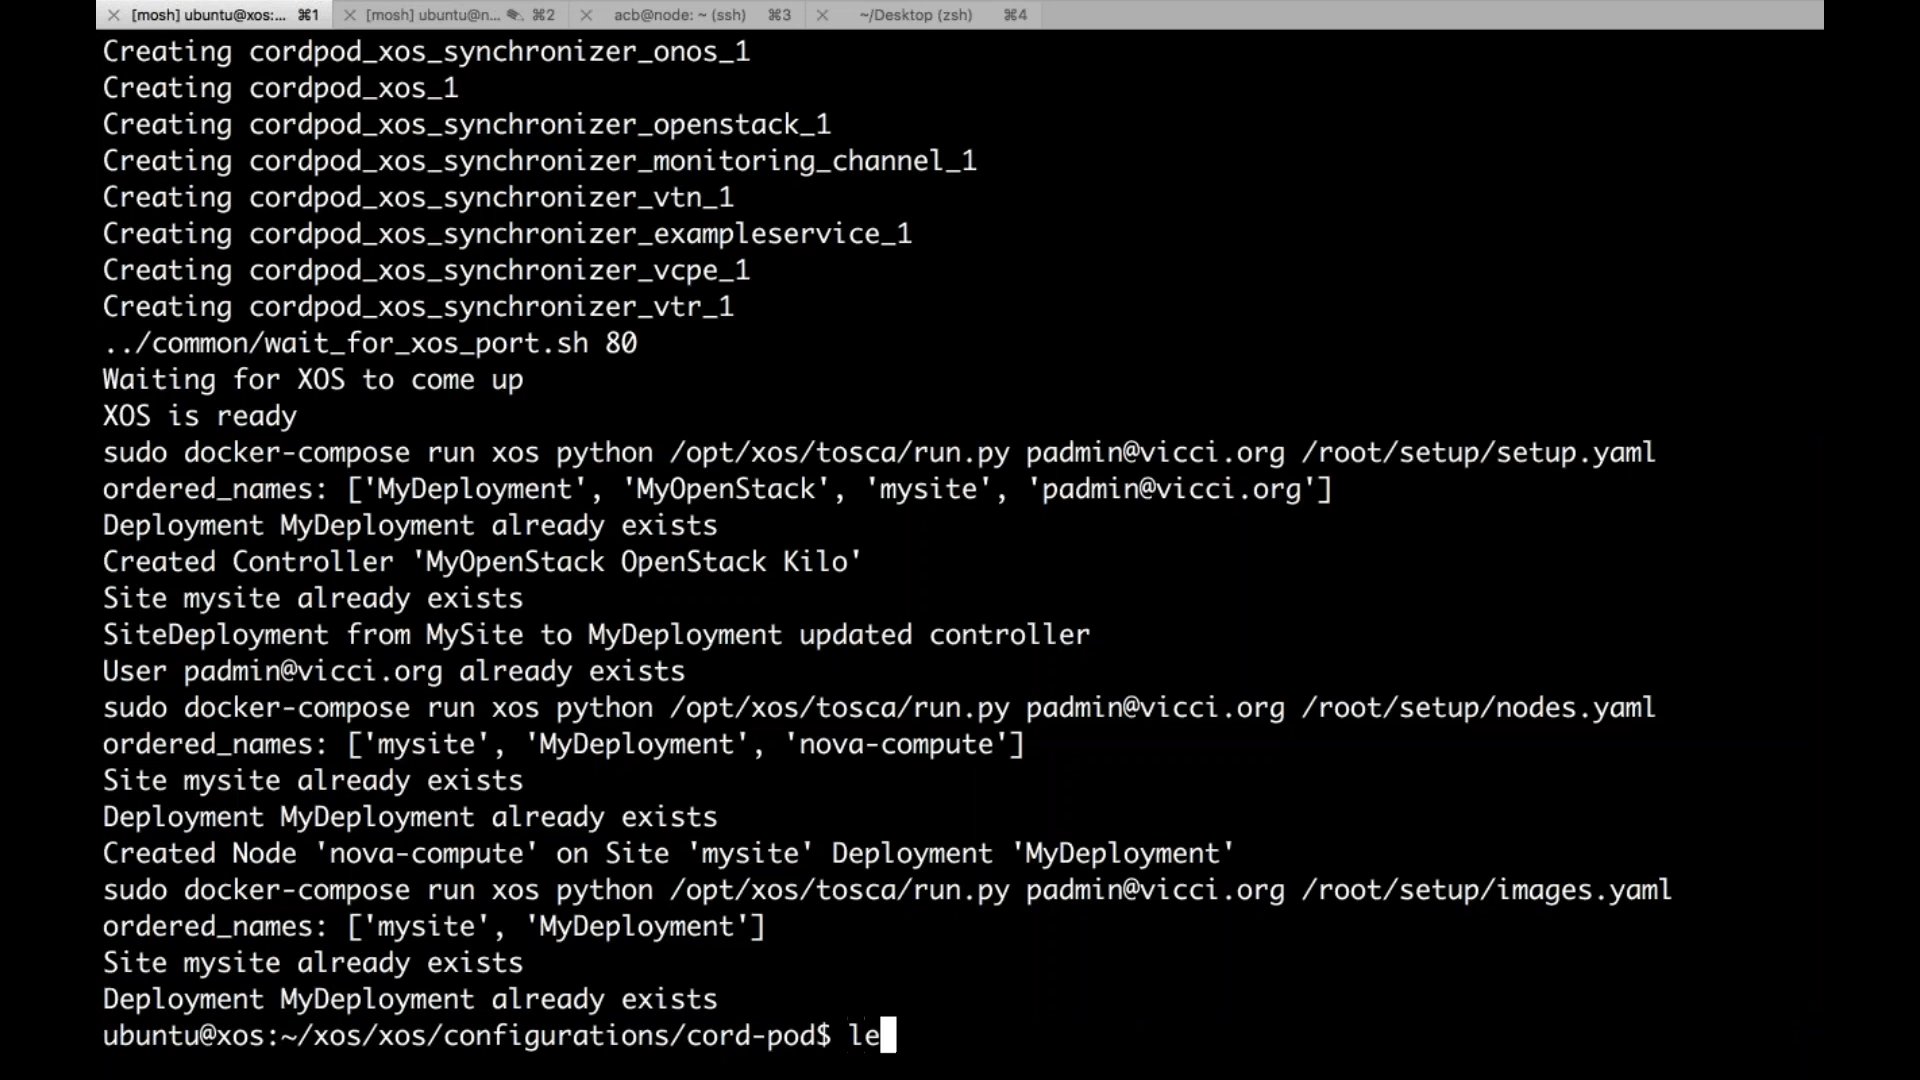 [mosh] ubuntu@xos:... ⌘1 [mosh] ubuntu@n... ⌘2 acb@node: ~ (ssh) ⌘3 ~/Desktop (zsh) ⌘4
Creating cordpod_xos_synchronizer_onos_1
Creating cordpod_xos_1
Creating cordpod_xos_synchronizer_openstack_1
Creating cordpod_xos_synchronizer_monitoring_channel_1
Creating cordpod_xos_synchronizer_vtn_1
Creating cordpod_xos_synchronizer_exampleservice_1
Creating cordpod_xos_synchronizer_vcpe_1
Creating cordpod_xos_synchronizer_vtr_1
../common/wait_for_xos_port.sh 80
Waiting for XOS to come up
XOS is ready
sudo docker-compose run xos python /opt/xos/tosca/run.py padmin@vicci.org /root/setup/setup.yaml
ordered_names: ['MyDeployment', 'MyOpenStack', 'mysite', 'padmin@vicci.org']
Deployment MyDeployment already exists
Created Controller 'MyOpenStack OpenStack Kilo'
Site mysite already exists
SiteDeployment from MySite to MyDeployment updated controller
User padmin@vicci.org already exists
sudo docker-compose run xos python /opt/xos/tosca/run.py padmin@vicci.org /root/setup/nodes.yaml
ordered_names: ['mysite', 'MyDeployment', 'nova-compute']
Site mysite already exists
Deployment MyDeployment already exists
Created Node 'nova-compute' on Site 'mysite' Deployment 'MyDeployment'
sudo docker-compose run xos python /opt/xos/tosca/run.py padmin@vicci.org /root/setup/images.yaml
ordered_names: ['mysite', 'MyDeployment']
Site mysite already exists
Deployment MyDeployment already exists
ubuntu@xos:~/xos/xos/configurations/cord-pod$ le